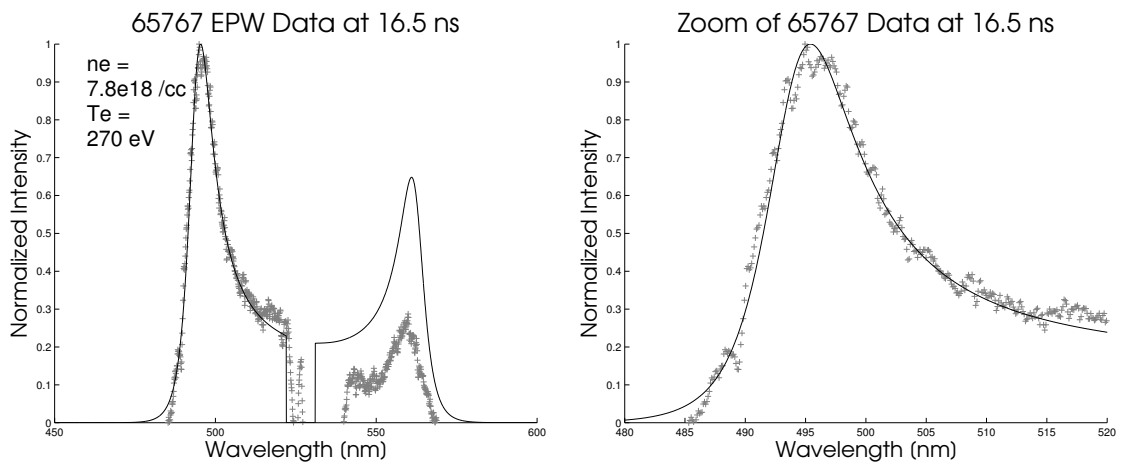 65767 EPW Data at 16.5 ns
ne =
7.8e18 /cc
Te =
270 eV
Normalized Intensity
1
0.9
0.8
0.7
0.6
0.5
0.4
0.3
0.2
0.1
0
450 500 550 600
Wavelength (nm)
Zoom of 65767 Data at 16.5 ns
Normalized Intensity
1
0.9
0.8
0.7
0.6
0.5
0.4
0.3
0.2
0.1
0
480 485 490 495 500 505 510 515 520
Wavelength (nm)